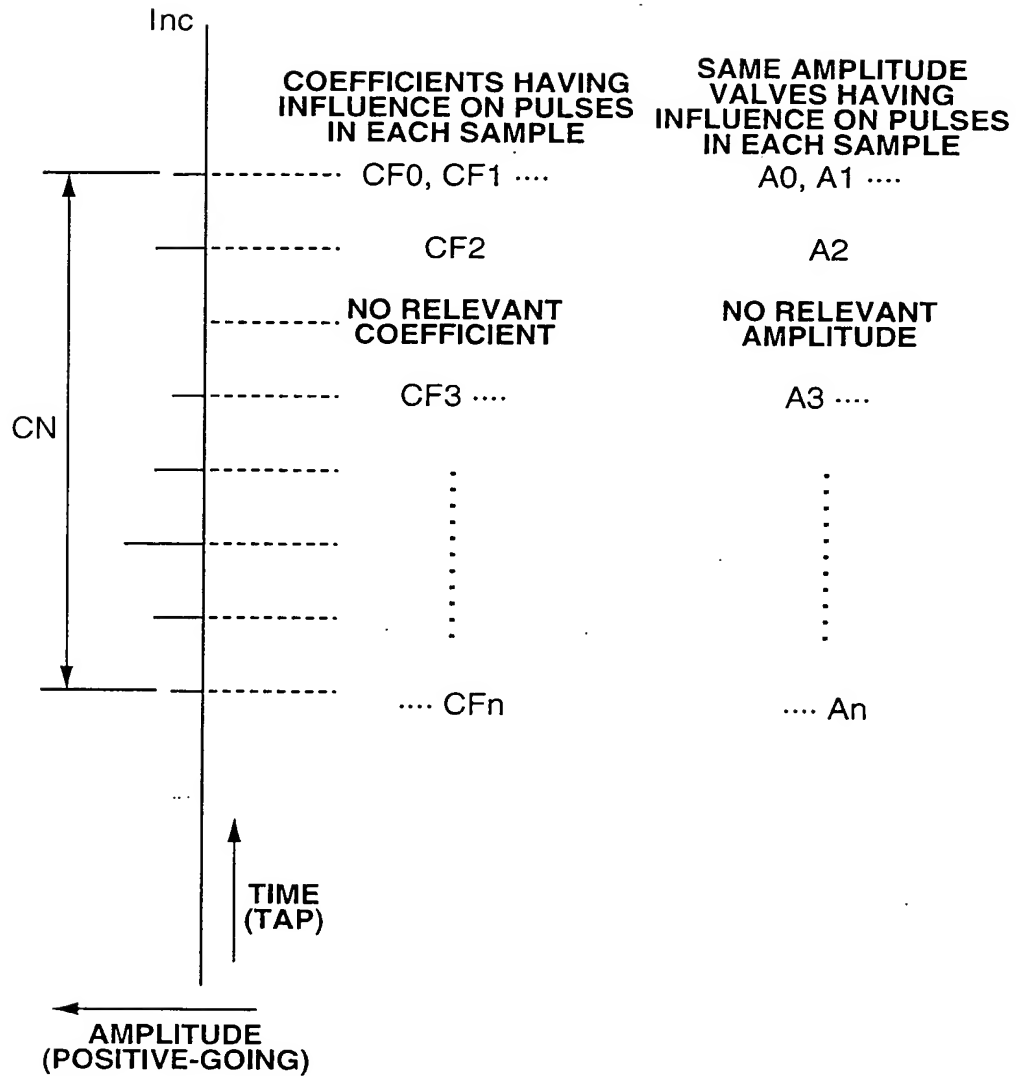 Inc
COEFFICIENTS HAVING
INFLUENCE ON PULSES
IN EACH SAMPLE
SAME AMPLITUDE
VALVES HAVING
INFLUENCE ON PULSES
IN EACH SAMPLE
CF0, CF1 ····
A0, A1 ····
CF2
A2
NO RELEVANT
COEFFICIENT
NO RELEVANT
AMPLITUDE
CN
CF3 ····
A3 ····
···· CFn
···· An
TIME
(TAP)
AMPLITUDE
(POSITIVE-GOING)